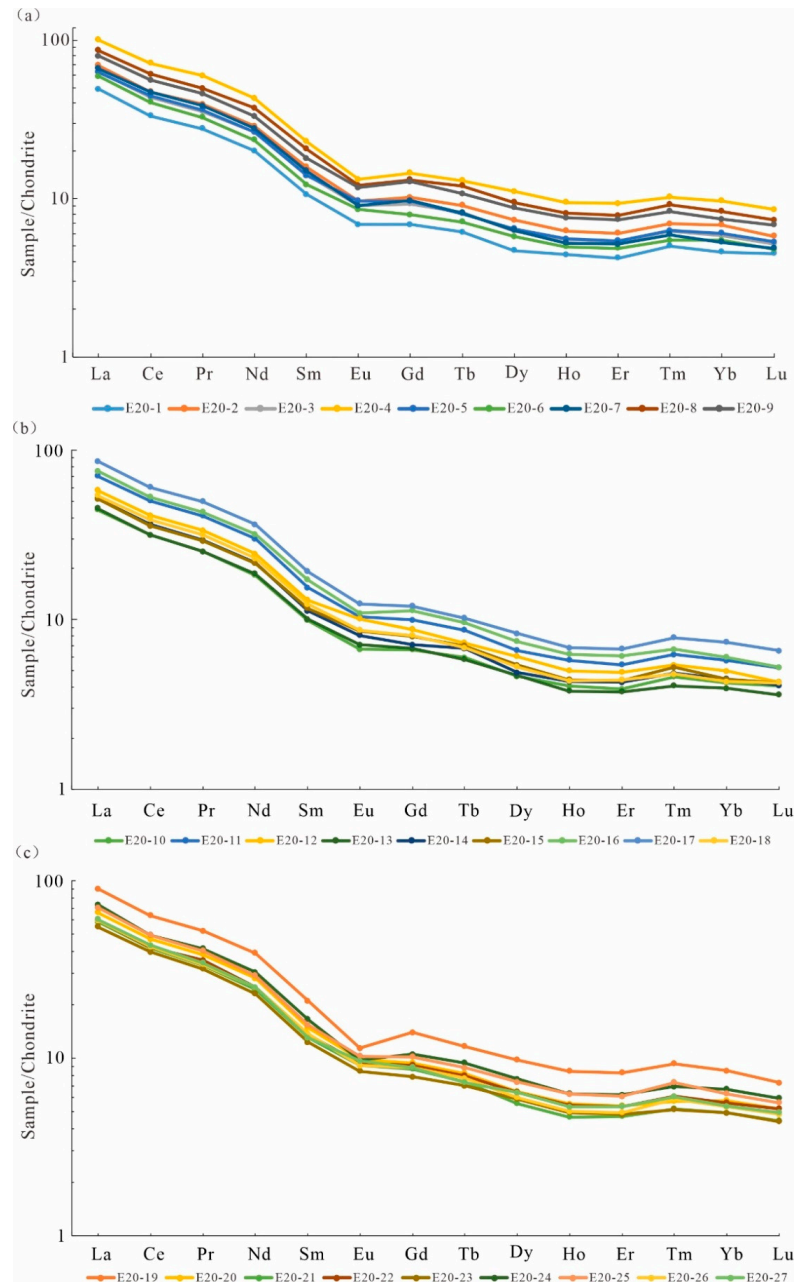 (a)
100
10
1
Sample/Chondrite
La Ce Pr Nd Sm Eu Gd Tb Dy Ho Er Tm Yb Lu
E20-1 E20-2 E20-3 E20-4 E20-5 E20-6 E20-7 E20-8 E20-9
(b)
100
10
1
Sample/Chondrite
La Ce Pr Nd Sm Eu Gd Tb Dy Ho Er Tm Yb Lu
E20-10 E20-11 E20-12 E20-13 E20-14 E20-15 E20-16 E20-17 E20-18
(c)
100
10
1
Sample/Chondrite
La Ce Pr Nd Sm Eu Gd Tb Dy Ho Er Tm Yb Lu
E20-19 E20-20 E20-21 E20-22 E20-23 E20-24 E20-25 E20-26 E20-27